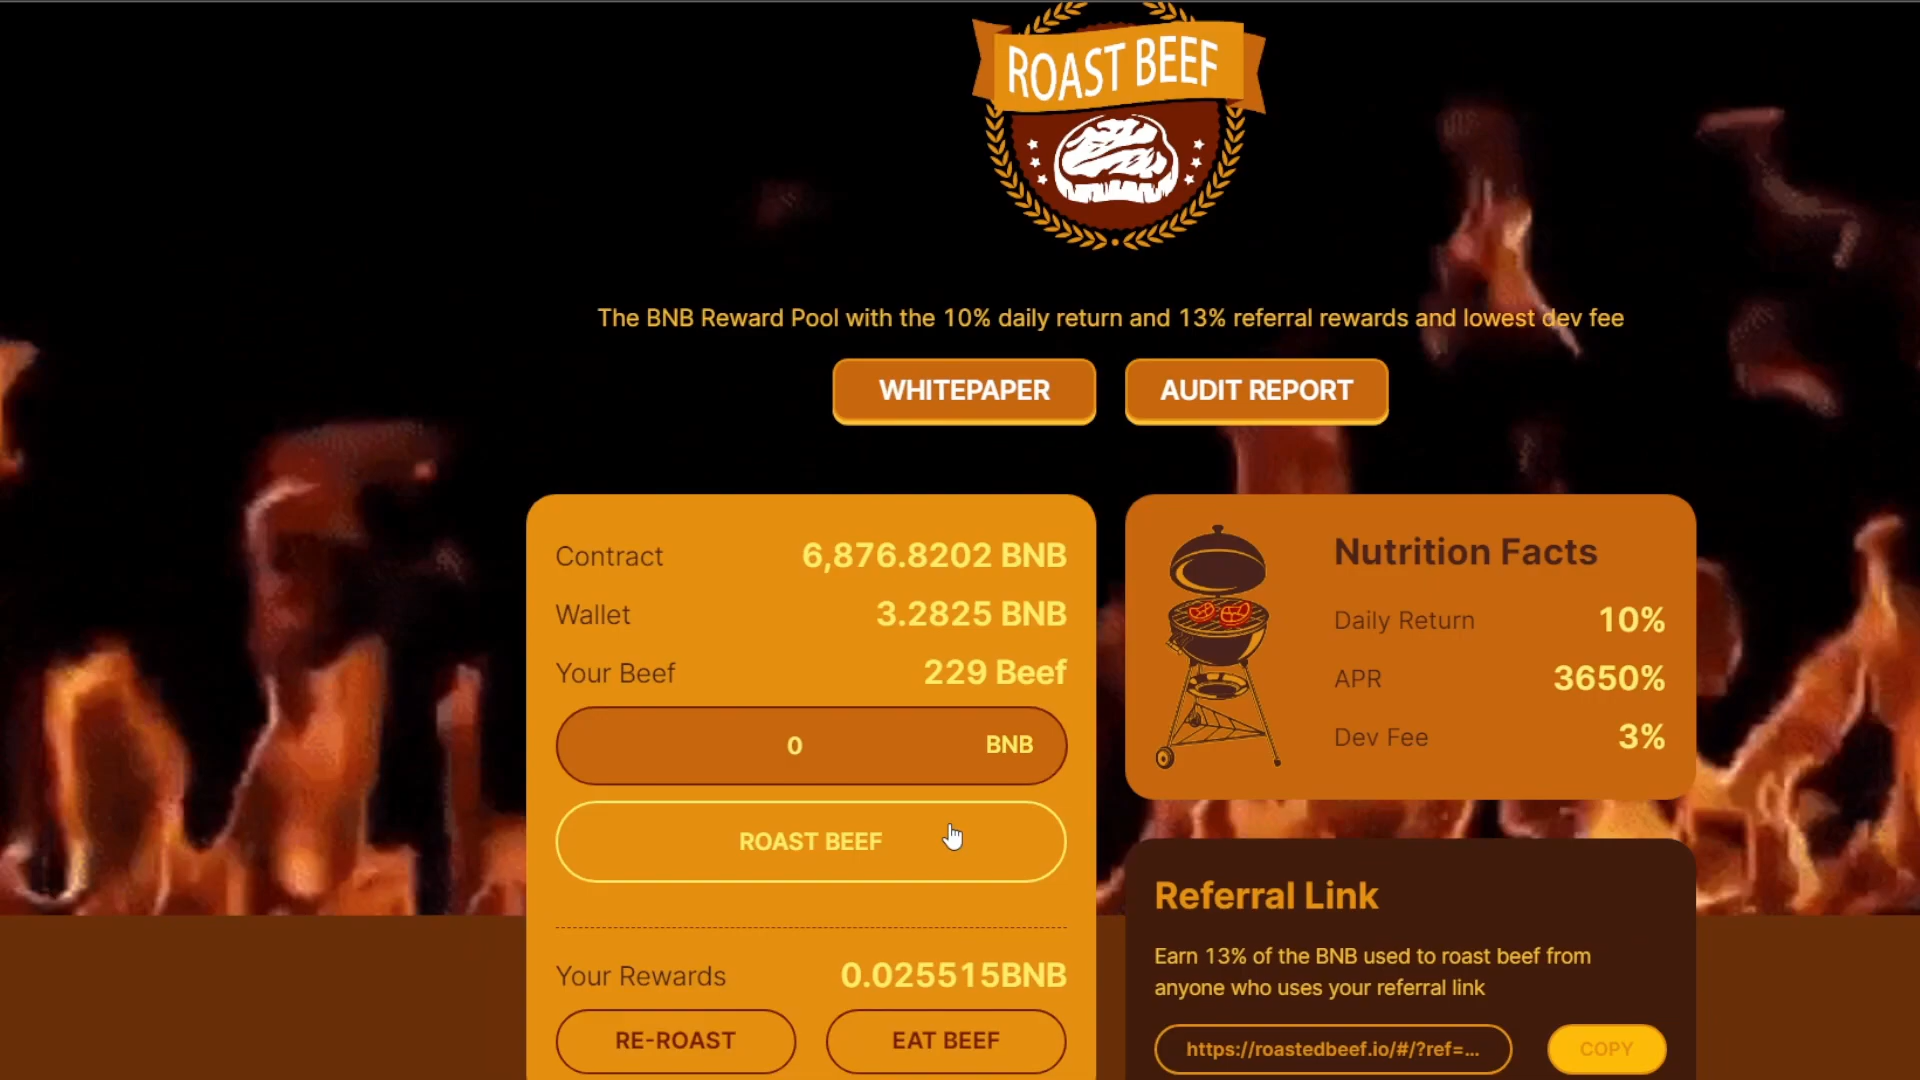 ROAST BEEF
The BNB Reward Pool with the 10% daily return and 13% referral rewards and lowest dev fee
WHITEPAPER
AUDIT REPORT
Contract 6,876.8202 BNB
Wallet 3.2825 BNB
Your Beef 229 Beef
0 BNB
ROAST BEEF
Your Rewards 0.025515BNB
RE-ROAST
EAT BEEF
Nutrition Facts
Daily Return 10%
APR 3650%
Dev Fee 3%
Referral Link
Earn 13% of the BNB used to roast beef from
anyone who uses your referral link
https://roastedbeef.io/#/?ref=...
COPY